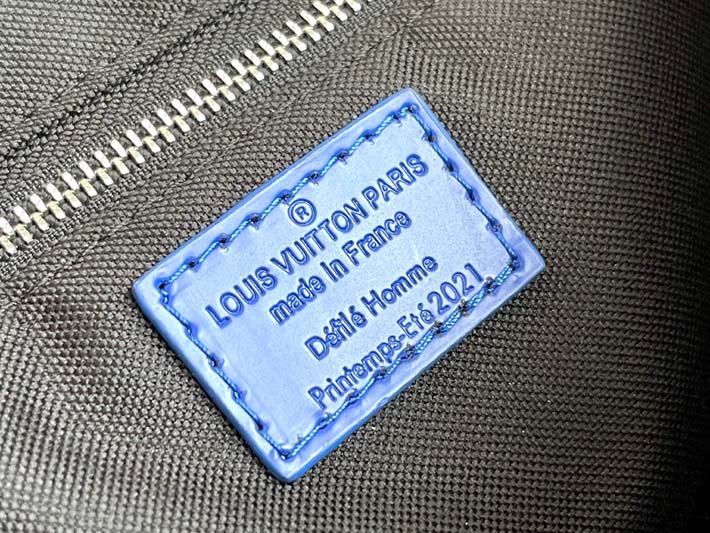 ®
LOUIS VUITTON PARIS
made In France
Défilé Homme
Printemps-Eté 2021